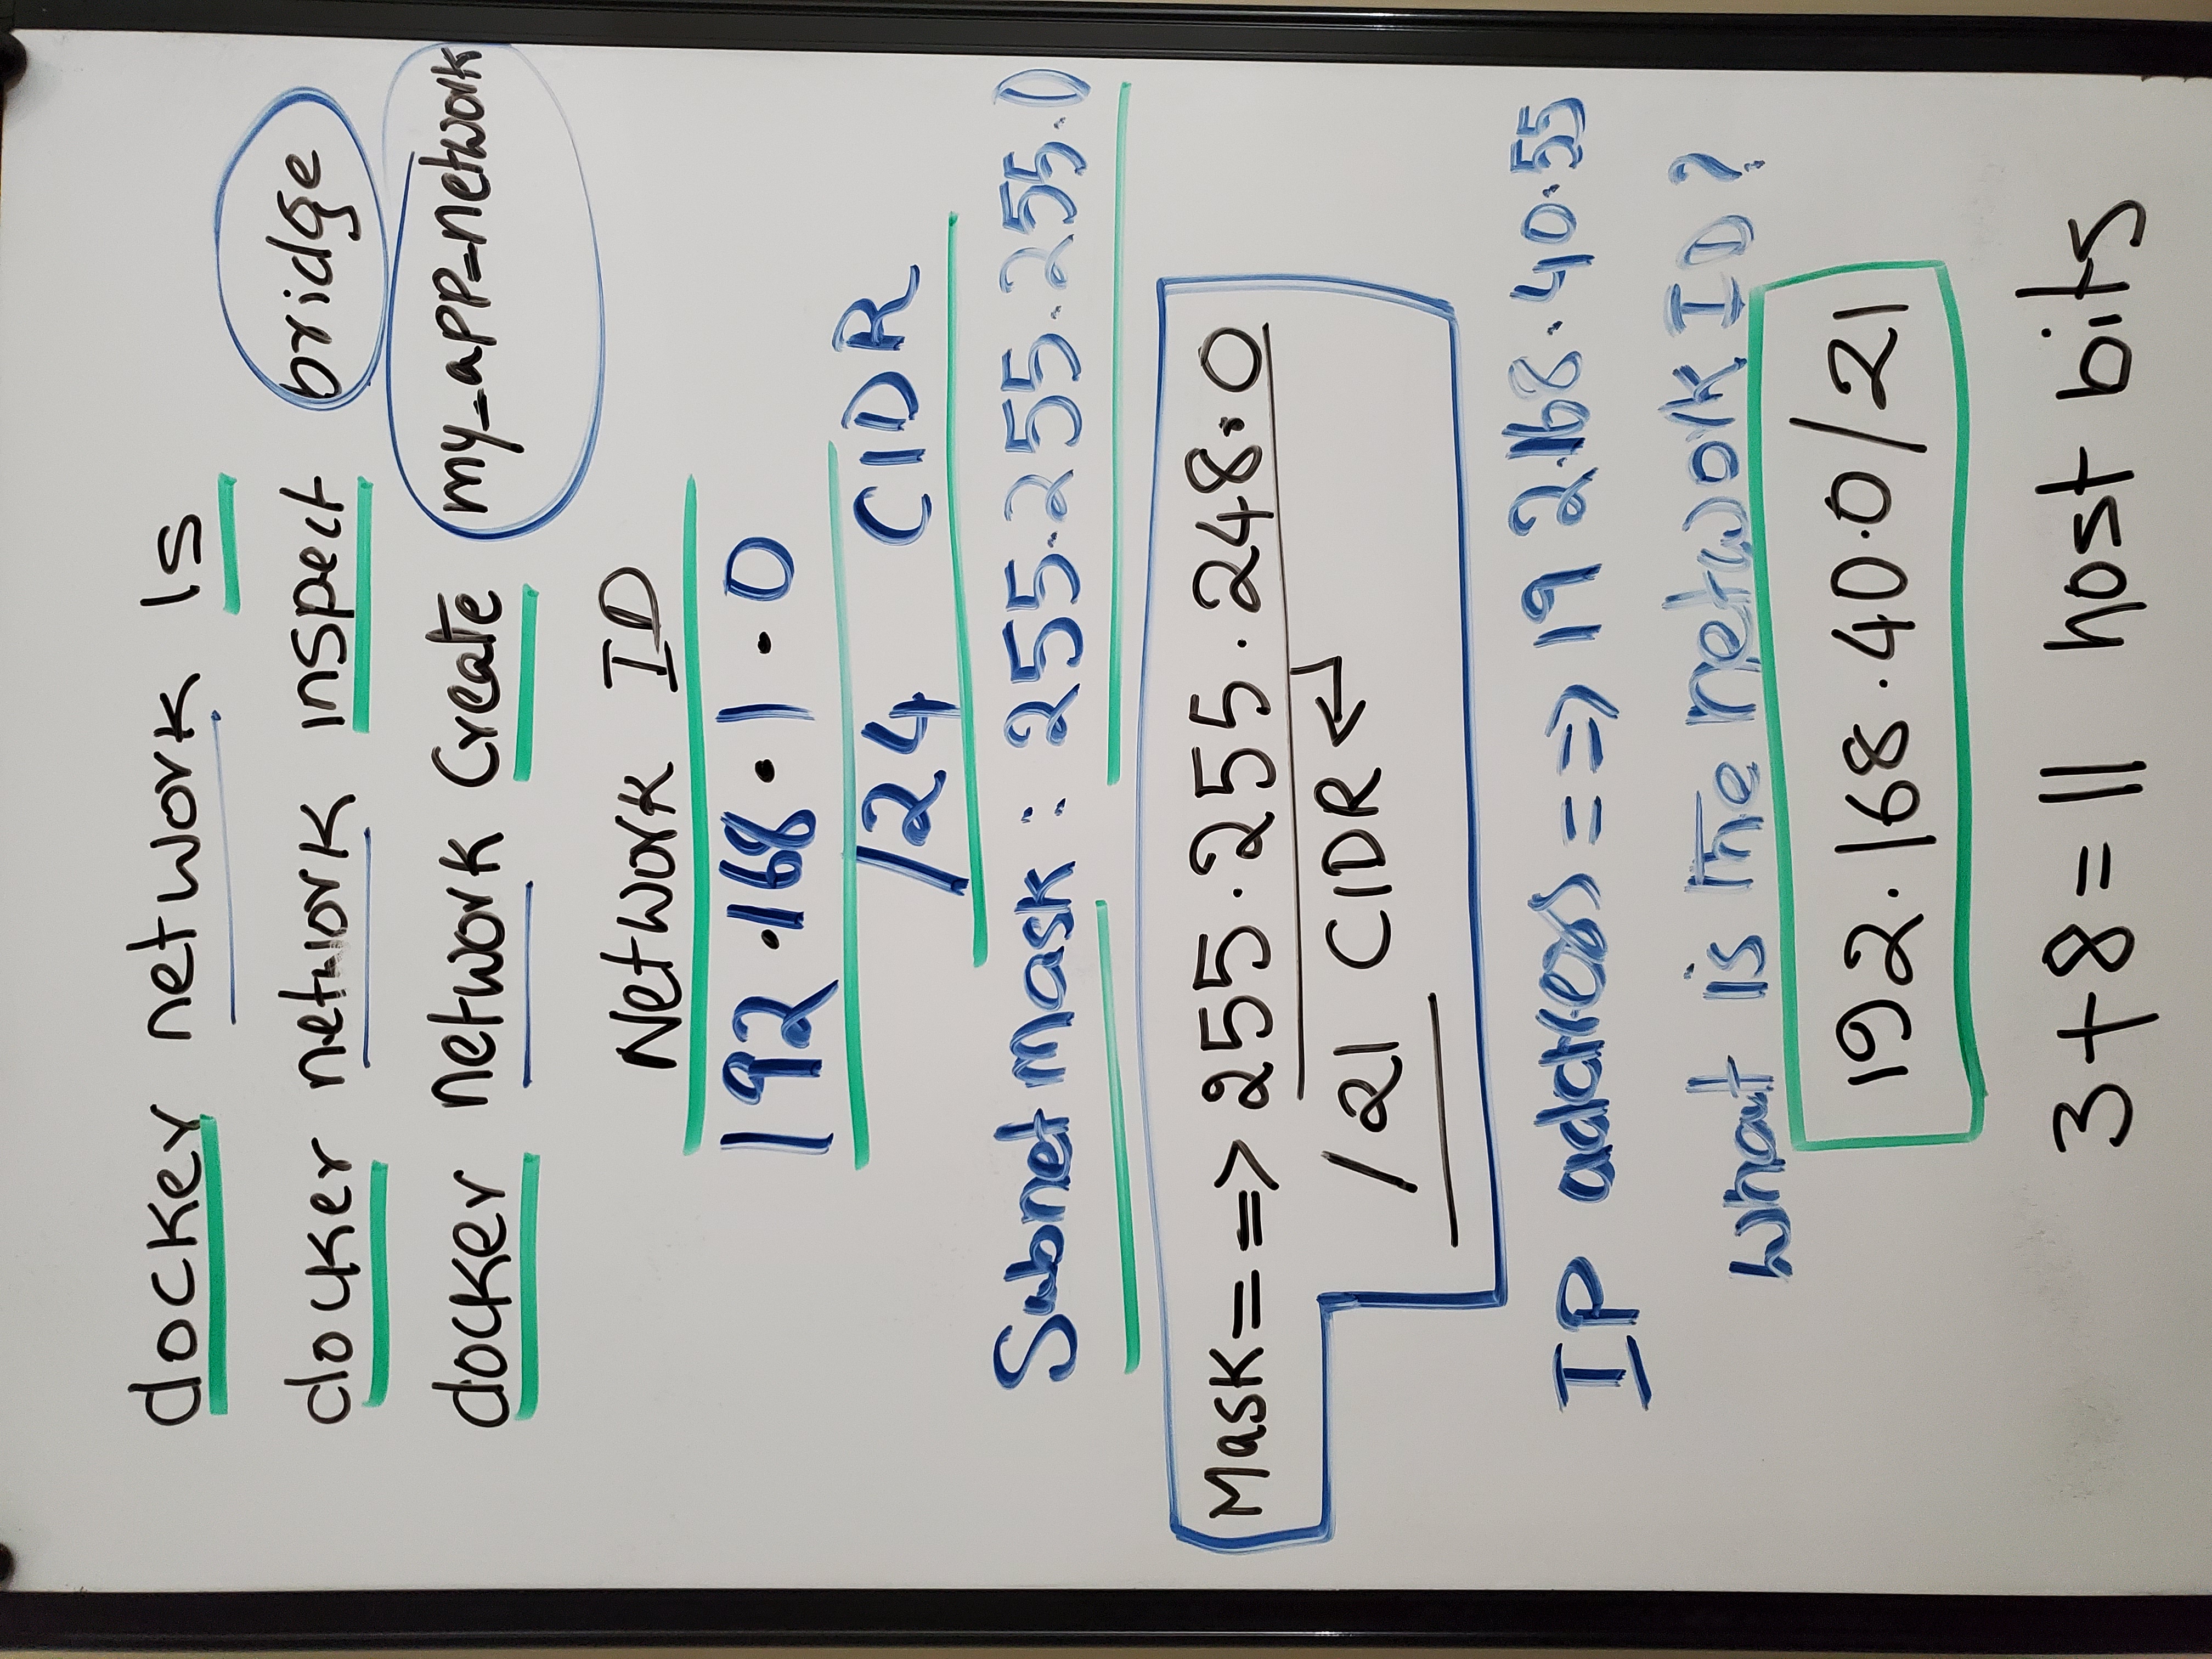 docker network ls
docker network inspect bridge
docker network Create my_app_network
Network ID
192.168.1.0
/24 CIDR
Subnet Mask : 255.255.255.0
Mask ==> 255.255.248.0
/21 CIDR ↵
IP address ==> 192.168.40.55
What is the network ID ?
192.168.40.0/21
3+8=11 host bits